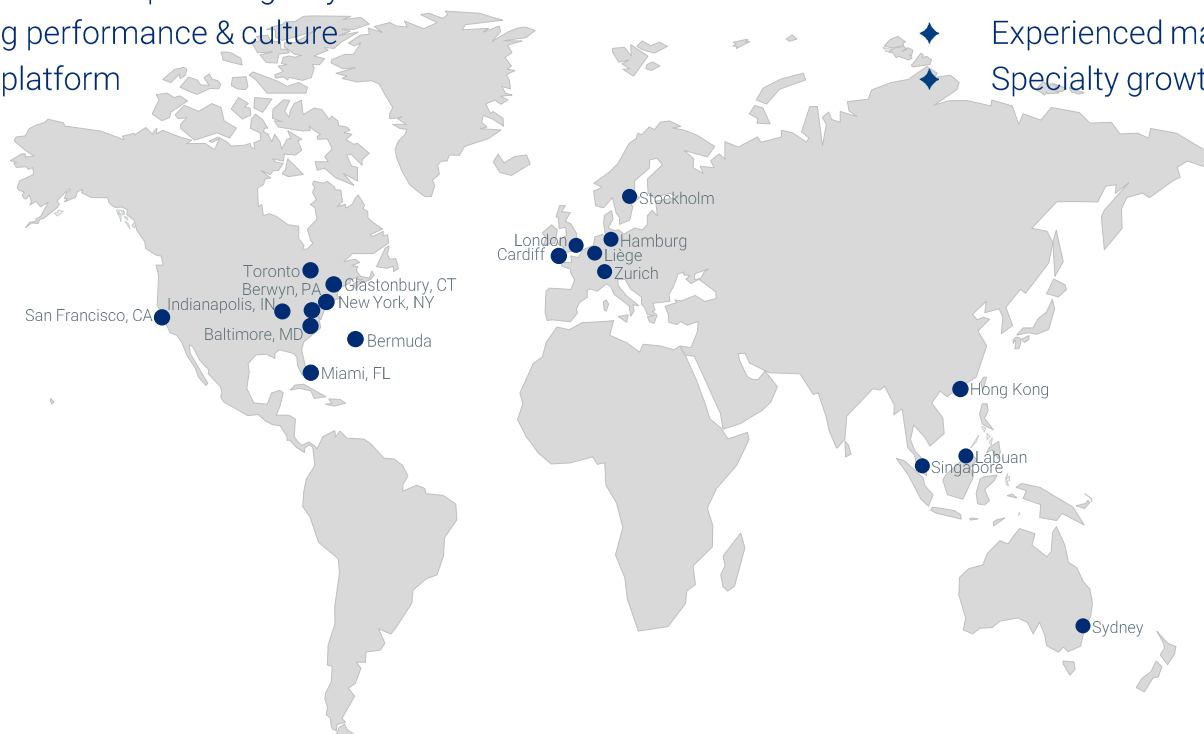 g performance & culture
platform
Experienced ma
Specialty growt
Stockholm
London
Hamburg
Cardiff
Liège
Zurich
Toronto
Glastonbury, CT
Berwyn, PA
New York, NY
Indianapolis, IN
San Francisco, CA
Baltimore, MD
Bermuda
Miami, FL
Hong Kong
Labuan
Singapore
Sydney